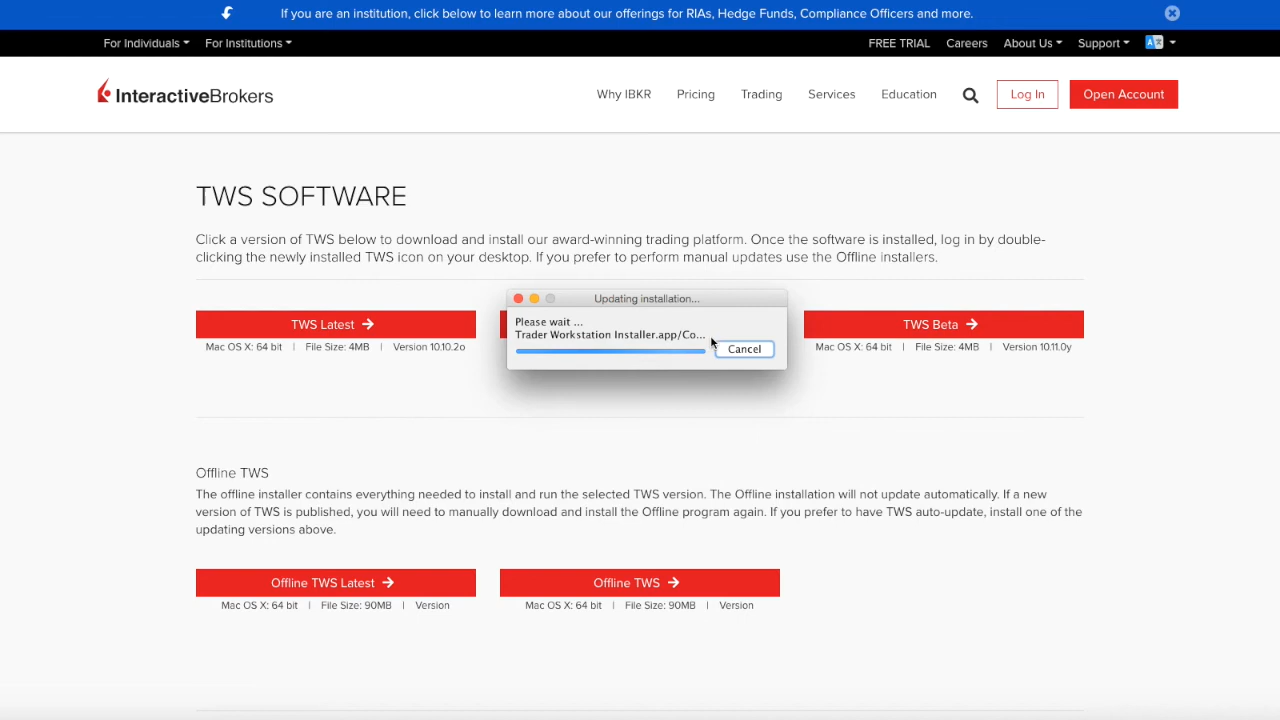 If you are an institution, click below to learn more about our offerings for RIAs, Hedge Funds, Compliance Officers and more.
For Individuals For Institutions FREE TRIAL Careers About Us Support
InteractiveBrokers Why IBKR Pricing Trading Services Education Log In Open Account
TWS SOFTWARE
Click a version of TWS below to download and install our award-winning trading platform. Once the software is installed, log in by double-
clicking the newly installed TWS icon on your desktop. If you prefer to perform manual updates use the Offline installers.
Updating installation...
Please wait ...
Trader Workstation Installer.app/Co...
Cancel
TWS Latest
Mac OS X: 64 bit | File Size: 4MB | Version 10.10.2o
TWS Beta
Mac OS X: 64 bit | File Size: 4MB | Version 10.11.0y
Offline TWS
The offline installer contains everything needed to install and run the selected TWS version. The Offline installation will not update automatically. If a new
version of TWS is published, you will need to manually download and install the Offline program again. If you prefer to have TWS auto-update, install one of the
updating versions above.
Offline TWS Latest
Mac OS X: 64 bit | File Size: 90MB | Version
Offline TWS
Mac OS X: 64 bit | File Size: 90MB | Version